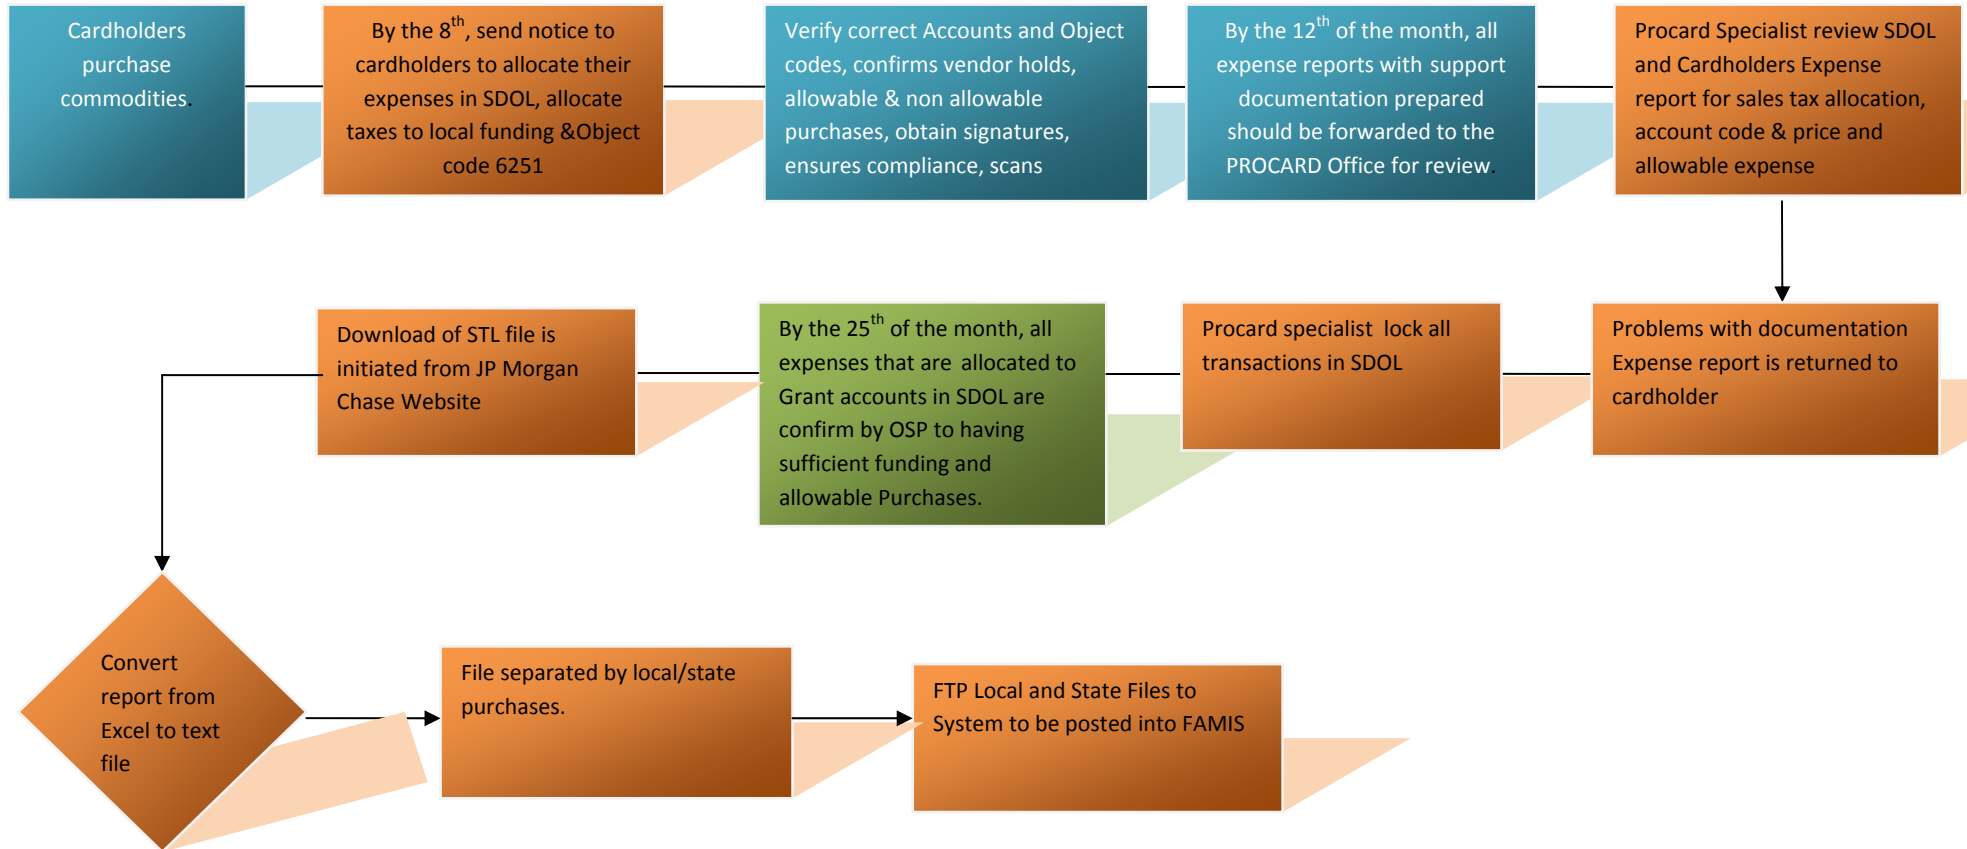 Cardholders
purchase
commodities.
By the 8th, send notice to
cardholders to allocate their
expenses in SDOL, allocate
taxes to local funding &Object
code 6251
Verify correct Accounts and Object
codes, confirms vendor holds,
allowable & non allowable
purchases, obtain signatures,
ensures compliance, scans
By the 12th of the month, all
expense reports with support
documentation prepared
should be forwarded to the
PROCARD Office for review.
Procard Specialist review SDOL
and Cardholders Expense
report for sales tax allocation,
account code & price and
allowable expense
Problems with documentation
Expense report is returned to
cardholder
Procard specialist lock all
transactions in SDOL
By the 25th of the month, all
expenses that are allocated to
Grant accounts in SDOL are
confirm by OSP to having
sufficient funding and
allowable Purchases.
Download of STL file is
initiated from JP Morgan
Chase Website
Convert
report from
Excel to text
file
File separated by local/state
purchases.
FTP Local and State Files to
System to be posted into FAMIS